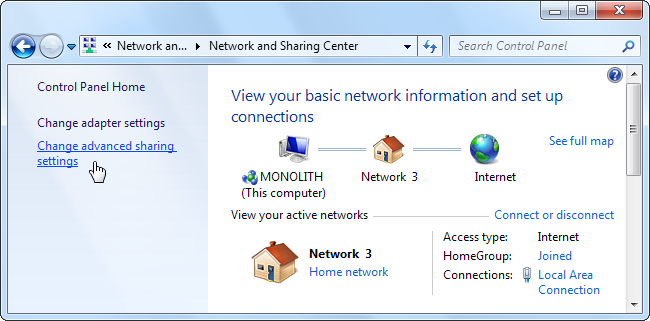 Network an... Network and Sharing Center
Search Control Panel
Control Panel Home
Change adapter settings
Change advanced sharing
settings
View your basic network information and set up
connections
See full map
MONOLITH
(This computer)
Network 3
Internet
View your active networks
Connect or disconnect
Network 3
Home network
Access type: Internet
HomeGroup: Joined
Connections: Local Area
Connection